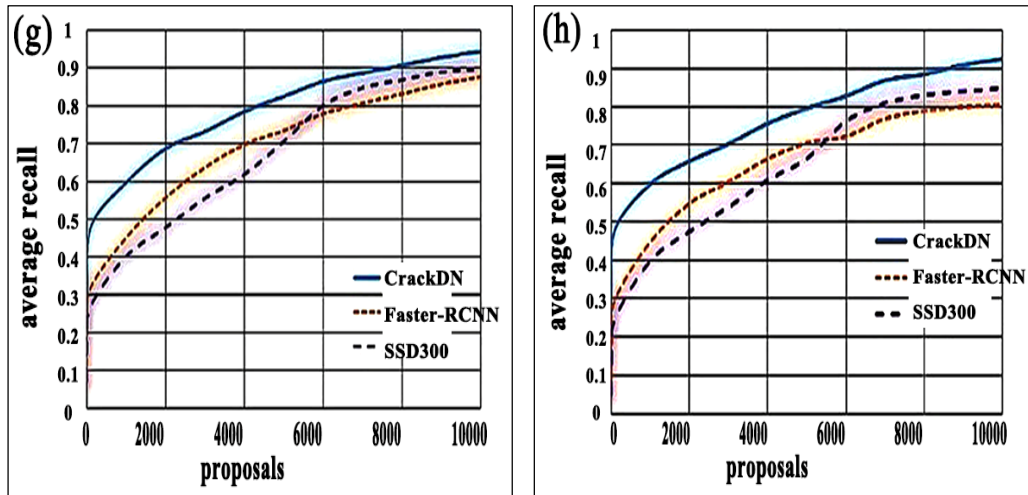 (g)
1
0.9
0.8
0.7
0.6
0.5
0.4
0.3
0.2
0.1
0
average recall
CrackDN
Faster-RCNN
SSD300
0 2000 4000 6000 8000 10000
proposals
(h)
1
0.9
0.8
0.7
0.6
0.5
0.4
0.3
0.2
0.1
0
average recall
CrackDN
Faster-RCNN
SSD300
0 2000 4000 6000 8000 10000
proposals